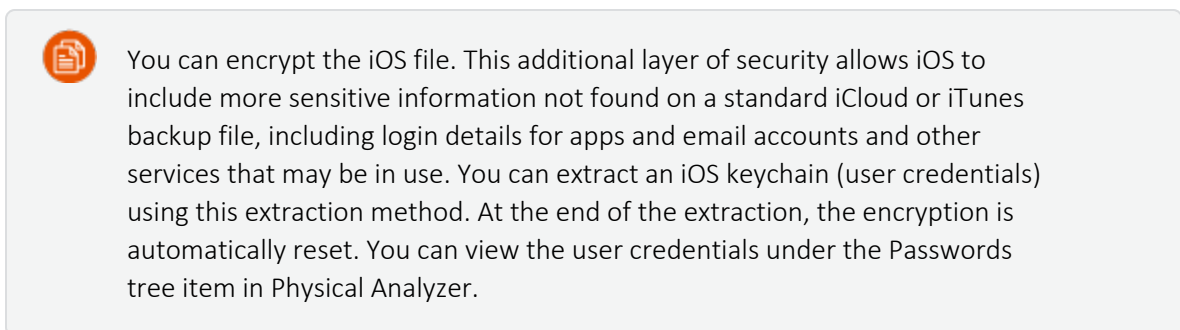 You can encrypt the iOS file. This additional layer of security allows iOS to
include more sensitive information not found on a standard iCloud or iTunes
backup file, including login details for apps and email accounts and other
services that may be in use. You can extract an iOS keychain (user credentials)
using this extraction method. At the end of the extraction, the encryption is
automatically reset. You can view the user credentials under the Passwords
tree item in Physical Analyzer.